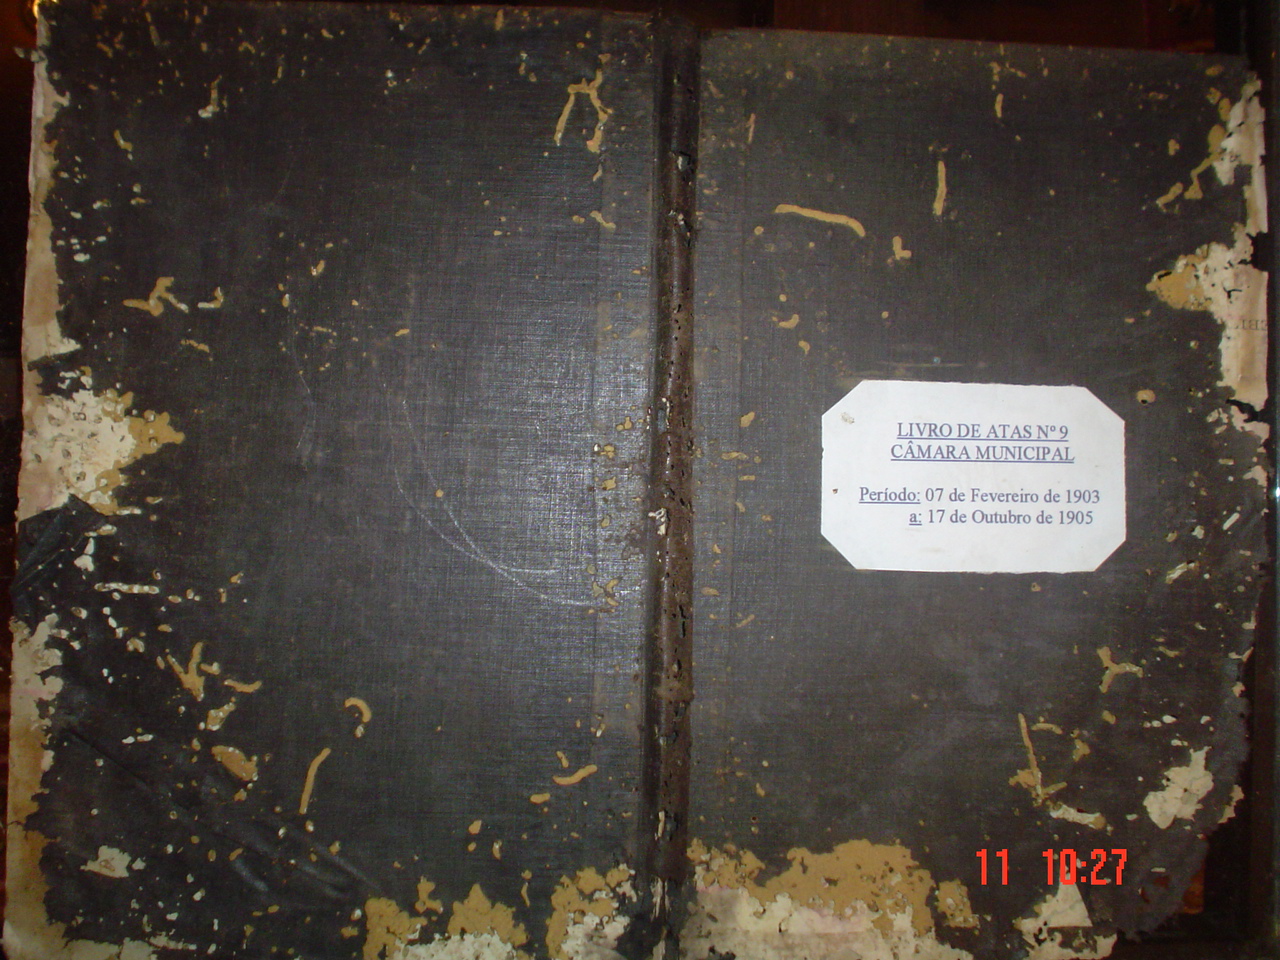 LIVRO DE ATAS Nº 9
CÂMARA MUNICIPAL
Período: 07 de Fevereiro de 1903
a: 17 de Outubro de 1905
11 10:27